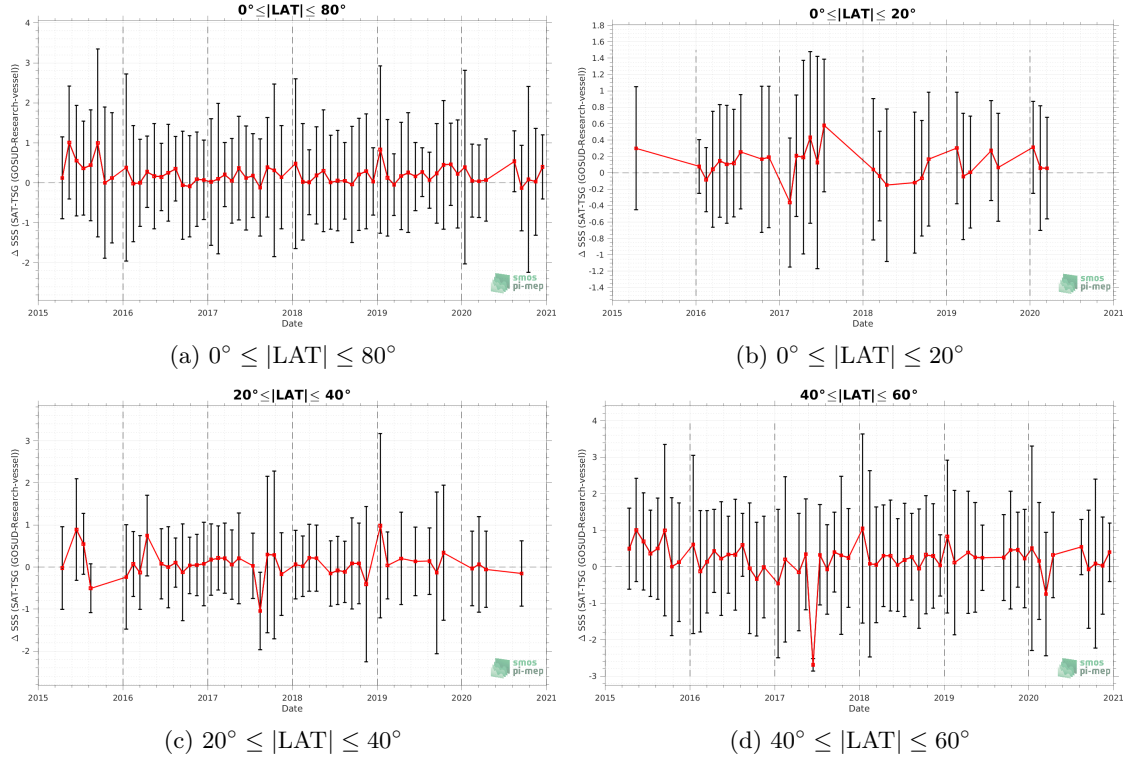 0°≤|LAT|≤ 80°
Δ SSS (SAT-TSG (GOSUD-Research-vessel))
4
3
2
1
0
-1
-2
2015 2016 2017 2018 2019 2020 2021
Date
smos
pi-mep
(a) 0° ≤ |LAT| ≤ 80°
0°≤|LAT|≤ 20°
Δ SSS (SAT-TSG (GOSUD-Research-vessel))
1.8
1.6
1.4
1.2
1
0.8
0.6
0.4
0.2
0
-0.2
-0.4
-0.6
-0.8
-1
-1.2
-1.4
2015 2016 2017 2018 2019 2020 2021
Date
smos
pi-mep
(b) 0° ≤ |LAT| ≤ 20°
20°≤|LAT|≤ 40°
Δ SSS (SAT-TSG (GOSUD-Research-vessel))
3
2
1
0
-1
-2
2015 2016 2017 2018 2019 2020 2021
Date
smos
pi-mep
(c) 20° ≤ |LAT| ≤ 40°
40°≤|LAT|≤ 60°
Δ SSS (SAT-TSG (GOSUD-Research-vessel))
4
3
2
1
0
-1
-2
-3
2015 2016 2017 2018 2019 2020 2021
Date
smos
pi-mep
(d) 40° ≤ |LAT| ≤ 60°